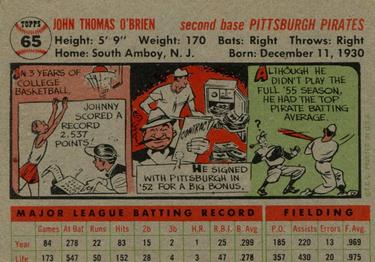 TOPPS
65
JOHN THOMAS O'BRIEN second base PITTSBURGH PIRATES
Height: 5' 9" Weight: 170 Bats: Right Throws: Right
Home: South Amboy, N. J. Born: December 11, 1930
IN 3 YEARS OF
COLLEGE
BASKETBALL,
JOHNNY
SCORED A
RECORD
2,537
POINTS!
CONTRACT
HE SIGNED
WITH PITTSBURGH IN
'52 FOR A BIG BONUS.
ALTHOUGH HE
DIDN'T PLAY THE
FULL '55 SEASON,
HE HAD THE TOP
PIRATE BATTING
AVERAGE.
MAJOR LEAGUE BATTING RECORD FIELDING
Games At Bat Runs Hits 2b 3b H.R. R.B.I. B. Avg. P.O. Assists Errors F. Avg.
Year 84 278 22 83 15 2 1 25 .299 185 220 13 .969
Life 173 547 50 152 22 5 3 47 .278 357 420 20 .975